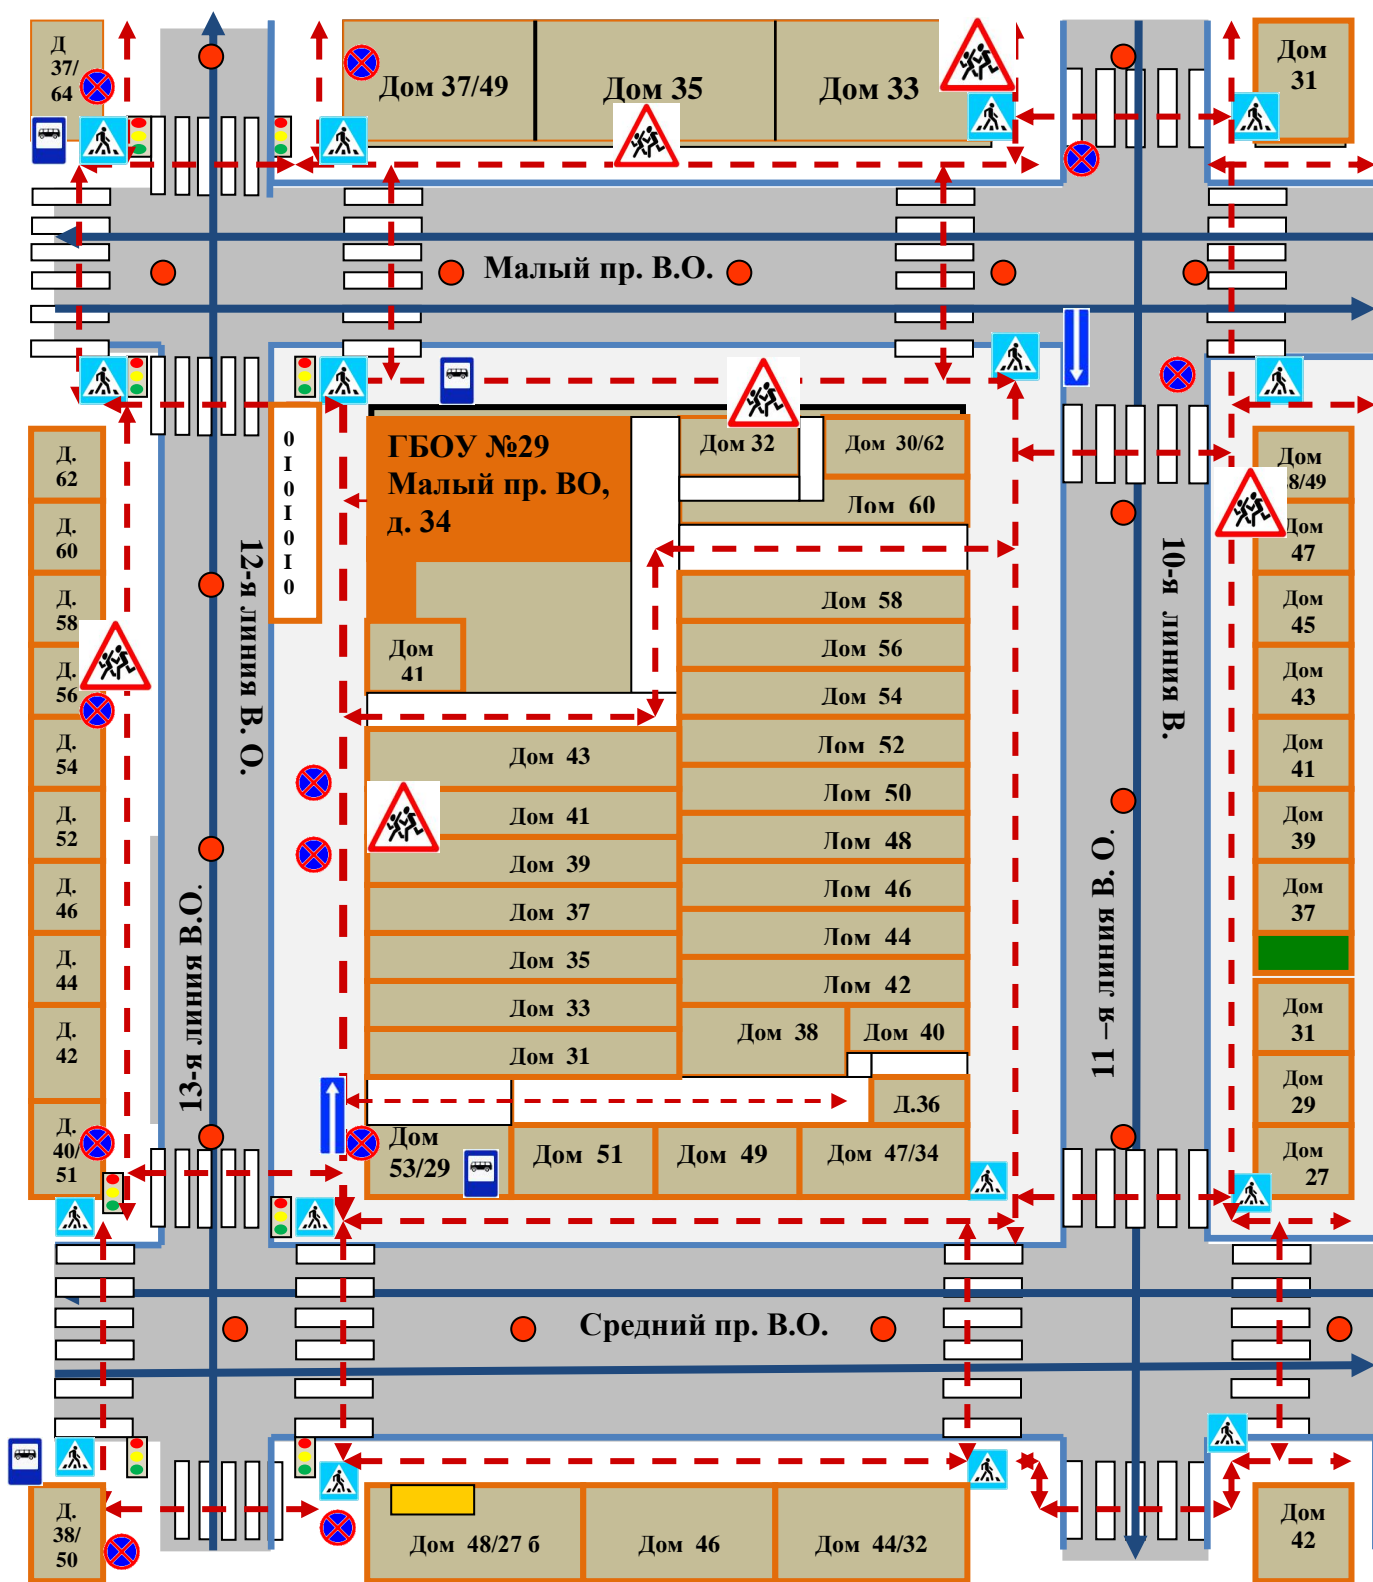 Д
37/
64
Дом 37/49
Дом 35
Дом 33
Дом
31
Малый пр. В.О.
ГБОУ №29
Малый пр. ВО,
д. 34
Дом 32
Дом 30/62
Дом 60
Дом 58
Дом 56
Дом 54
Дом 52
Дом 50
Дом 48
Дом 46
Дом 44
Дом 42
Дом 38
Дом 40
Д.36
Дом
41
Дом 43
Дом 41
Дом 39
Дом 37
Дом 35
Дом 33
Дом 31
Дом
53/29
Дом 51
Дом 49
Дом 47/34
Д.
62
Д.
60
Д.
58
Д.
56
Д.
54
Д.
52
Д.
46
Д.
44
Д.
42
Д.
40/
51
12-я линия В. О.
13-я линия В.О.
10-я линия В.
11 –я линия В. О.
Дом
8/49
Дом
47
Дом
45
Дом
43
Дом
41
Дом
39
Дом
37
Дом
31
Дом
29
Дом
27
Средний пр. В.О.
Д.
38/
50
Дом 48/27 б
Дом 46
Дом 44/32
Дом
42